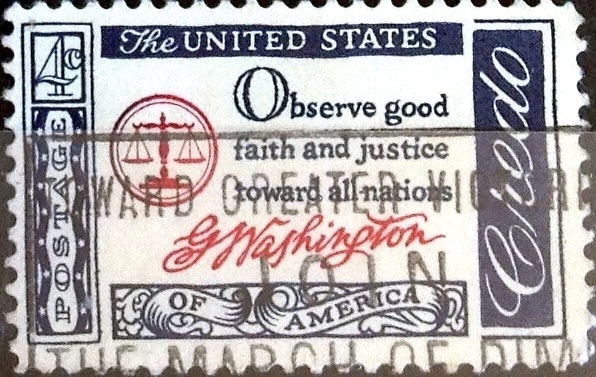 The UNITED STATES
4c
POSTAGE
Observe good
faith and justice
toward all nations
G Washington
OF AMERICA
Credo
WARD GREATER VICTORE
JOIN
THE MARCH OF DIM